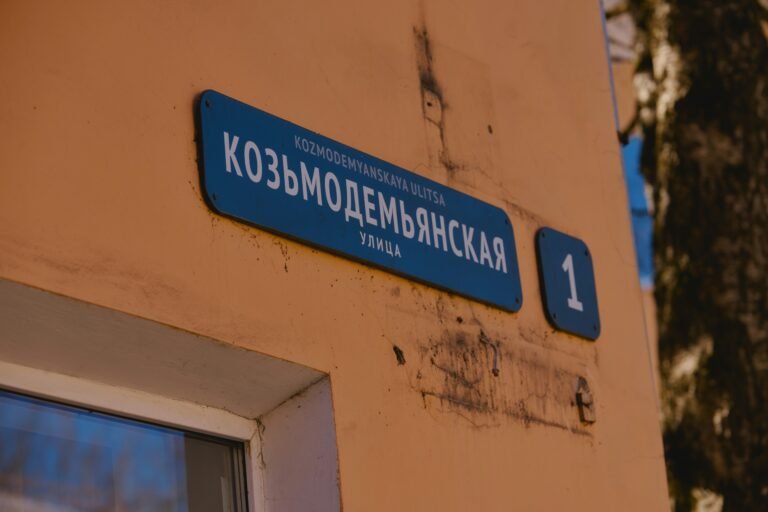 KOZMODEMYANSKAYA ULITSA
КОЗЬМОДЕМЬЯНСКАЯ
УЛИЦА
1